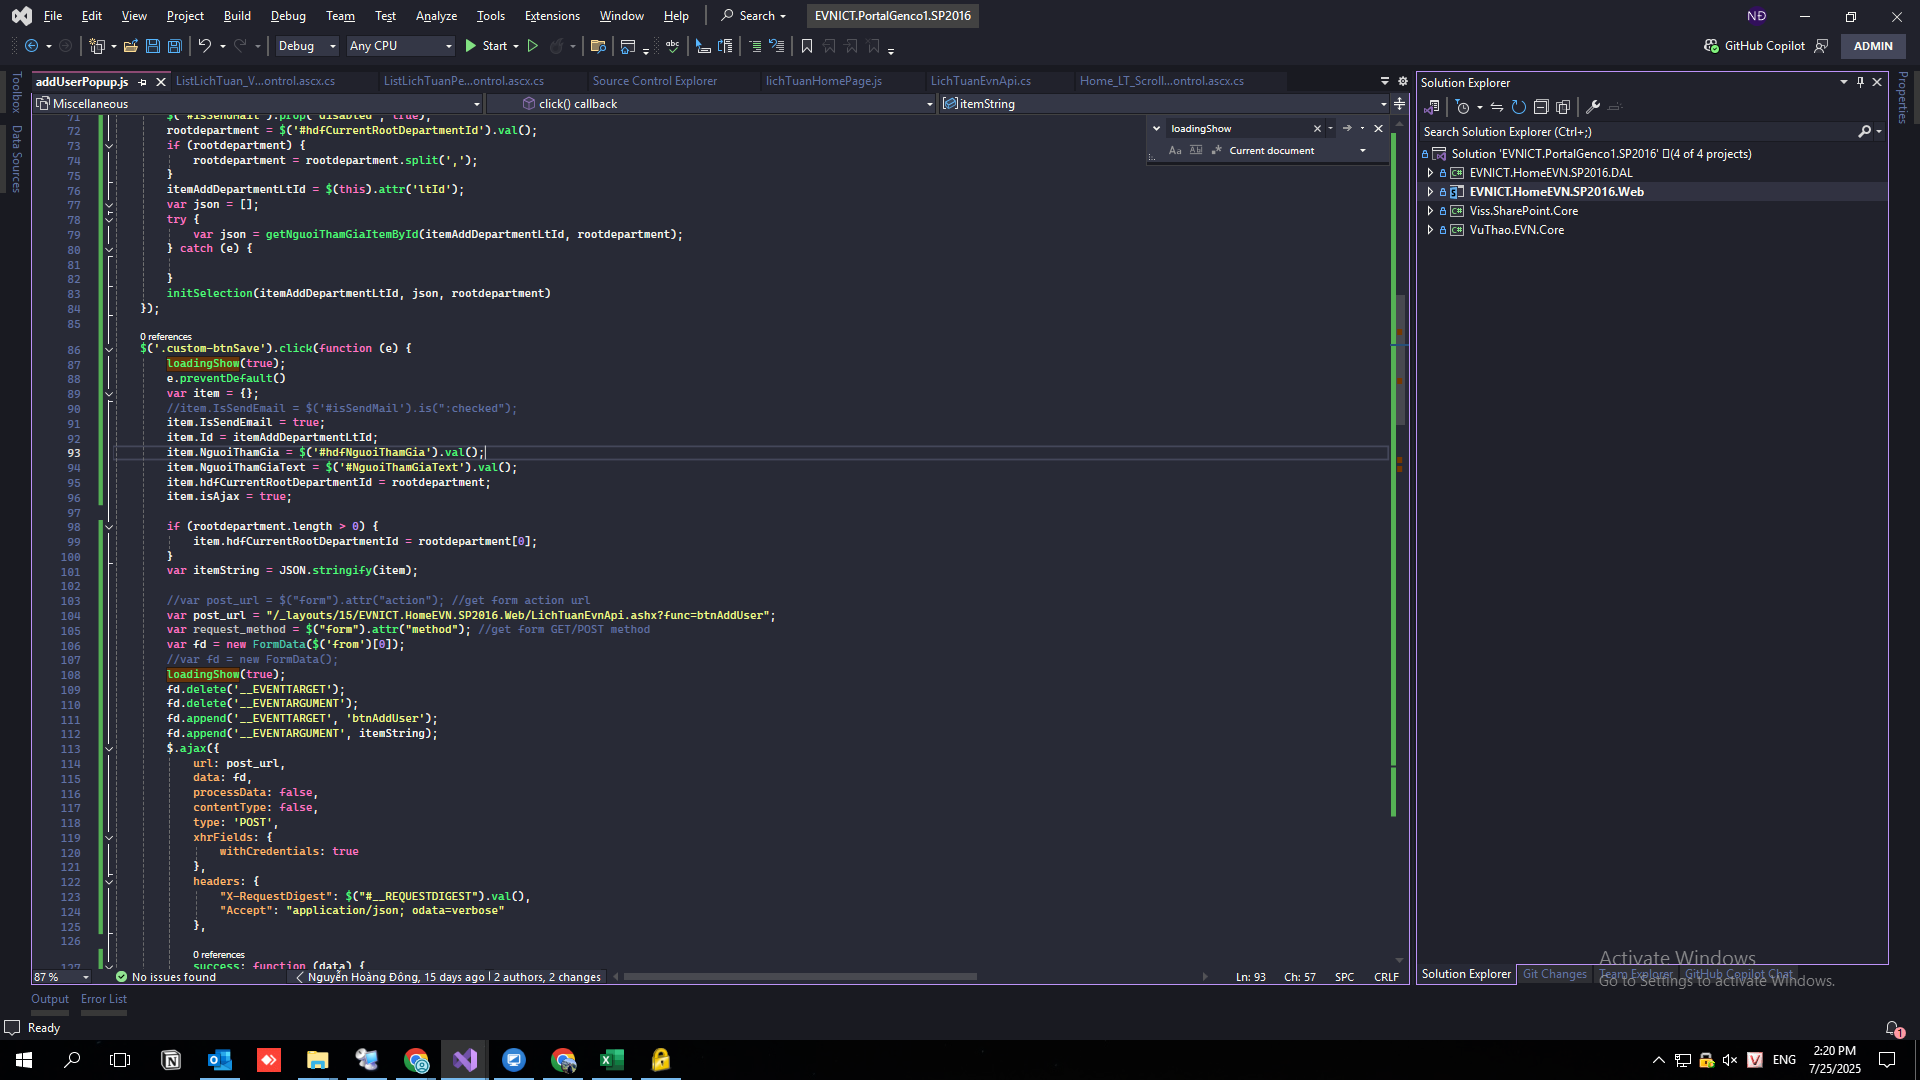 File Edit View Project Build Debug Team Test Analyze Tools Extensions Window Help Search EVNICT.PortalGenco1.SP2016 NĐ
Debug Any CPU Start GitHub Copilot ADMIN
addUserPopup.js ListLichTuan_V...ontrol.ascx.cs ListLichTuanPe...ontrol.ascx.cs Source Control Explorer lichTuanHomePage.js LichTuanEvnApi.cs Home_LT_Scroll...ontrol.ascx.cs
Miscellaneous click() callback itemString
Toolbox
Data Sources
71 $('#isSendMail').prop('disabled', true);
72 rootdepartment = $('#hdfCurrentRootDepartmentId').val();
73 if (rootdepartment) {
74 rootdepartment = rootdepartment.split(',');
75 }
76 itemAddDepartmentLtId = $(this).attr('ltId');
77 var json = [];
78 try {
79 var json = getNguoiThamGiaItemById(itemAddDepartmentLtId, rootdepartment);
80 } catch (e) {
81
82 }
83 initSelection(itemAddDepartmentLtId, json, rootdepartment)
84 });
85
0 references
86 $('.custom-btnSave').click(function (e) {
87 loadingShow(true);
88 e.preventDefault()
89 var item = {};
90 //item.IsSendEmail = $('#isSendMail').is(":checked");
91 item.IsSendEmail = true;
92 item.Id = itemAddDepartmentLtId;
93 item.NguoiThamGia = $('#hdfNguoiThamGia').val();
94 item.NguoiThamGiaText = $('#NguoiThamGiaText').val();
95 item.hdfCurrentRootDepartmentId = rootdepartment;
96 item.isAjax = true;
97
98 if (rootdepartment.length > 0) {
99 item.hdfCurrentRootDepartmentId = rootdepartment[0];
100 }
101 var itemString = JSON.stringify(item);
102
103 //var post_url = $("form").attr("action"); //get form action url
104 var post_url = "/_layouts/15/EVNICT.HomeEVN.SP2016.Web/LichTuanEvnApi.ashx?func=btnAddUser";
105 var request_method = $("form").attr("method"); //get form GET/POST method
106 var fd = new FormData($('from')[0]);
107 //var fd = new FormData();
108 loadingShow(true);
109 fd.delete('__EVENTTARGET');
110 fd.delete('__EVENTARGUMENT');
111 fd.append('__EVENTTARGET', 'btnAddUser');
112 fd.append('__EVENTARGUMENT', itemString);
113 $.ajax({
114 url: post_url,
115 data: fd,
116 processData: false,
117 contentType: false,
118 type: 'POST',
119 xhrFields: {
120 withCredentials: true
121 },
122 headers: {
123 "X-RequestDigest": $("#__REQUESTDIGEST").val(),
124 "Accept": "application/json; odata=verbose"
125 },
126
0 references
127 success: function (data) {
loadingShow
Aa Current document
87 % No issues found Nguyễn Hoàng Đông, 15 days ago | 2 authors, 2 changes Ln: 93 Ch: 57 SPC CRLF
Solution Explorer
Search Solution Explorer (Ctrl+;)
Solution 'EVNICT.PortalGenco1.SP2016' (4 of 4 projects)
EVNICT.HomeEVN.SP2016.DAL
EVNICT.HomeEVN.SP2016.Web
Viss.SharePoint.Core
VuThao.EVN.Core
Properties
Activate Windows
Go to Settings to activate Windows.
Solution Explorer Git Changes Team Explorer GitHub Copilot Chat
Output Error List
Ready 1
ENG 2:20 PM
7/25/2025